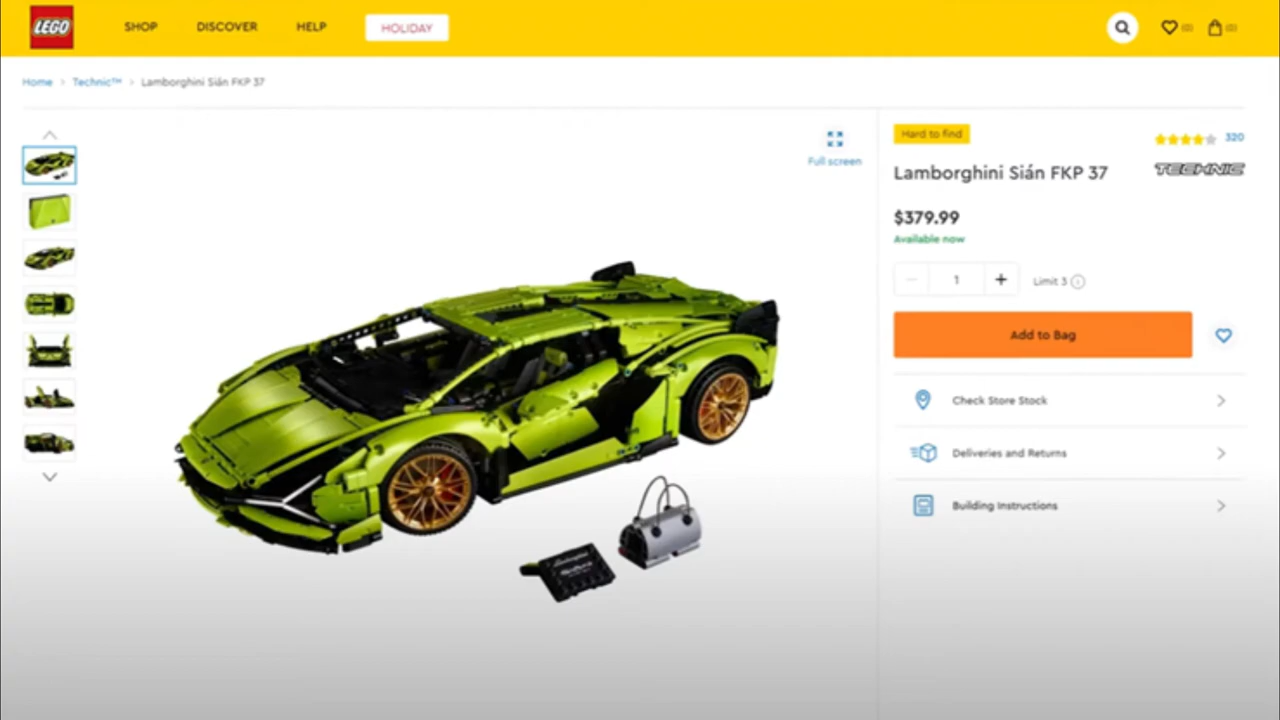 LEGO
SHOP DISCOVER HELP HOLIDAY
(0) (0)
Home > Technic™ > Lamborghini Sián FKP 37
Full screen
Hard to find
320
Lamborghini Sián FKP 37
TECHNIC
$379.99
Available now
− 1 + Limit 3
Add to Bag
Check Store Stock
Deliveries and Returns
Building Instructions